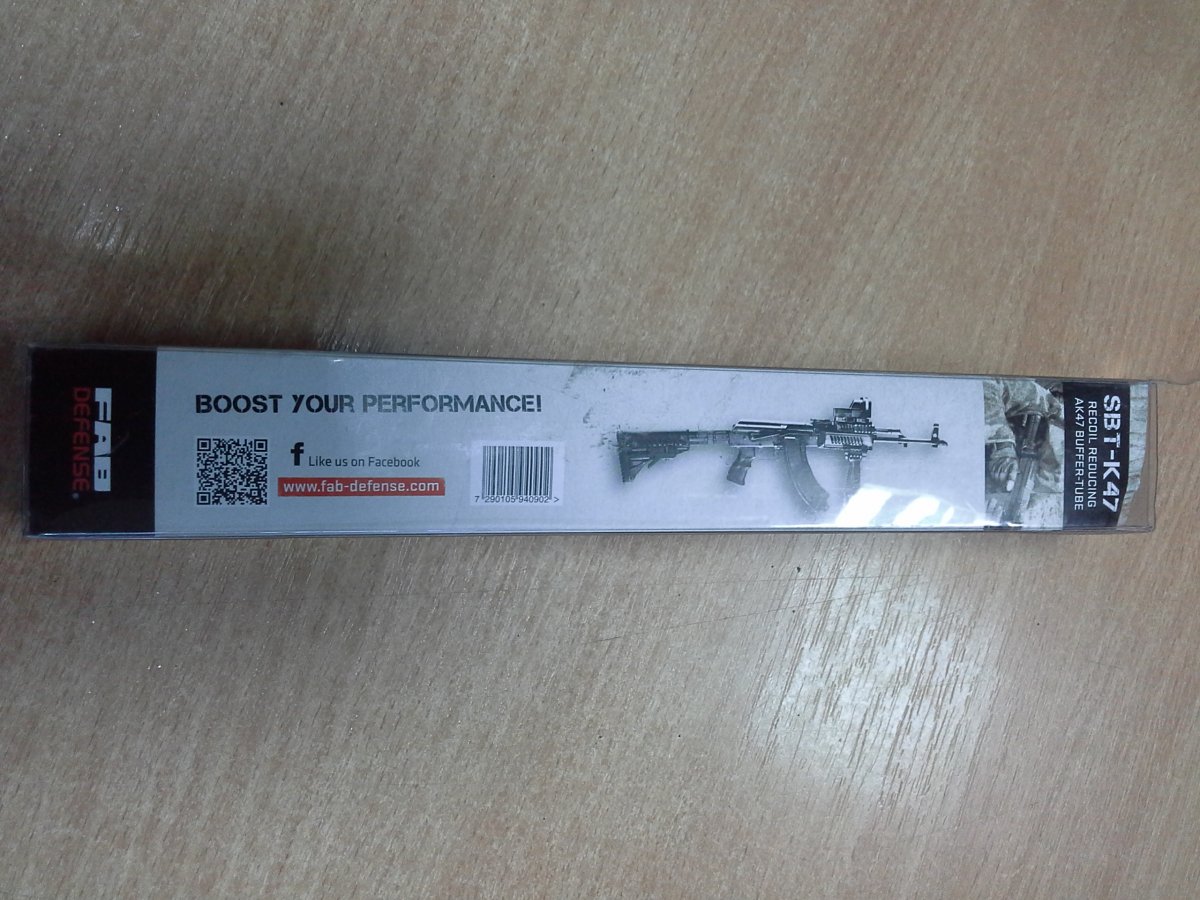 FAB
DEFENSE®
BOOST YOUR PERFORMANCE!
f Like us on Facebook
www.fab-defense.com
7 290105 940902 >
SBT-K47
RECOIL REDUCING
AK47 BUFFER-TUBE